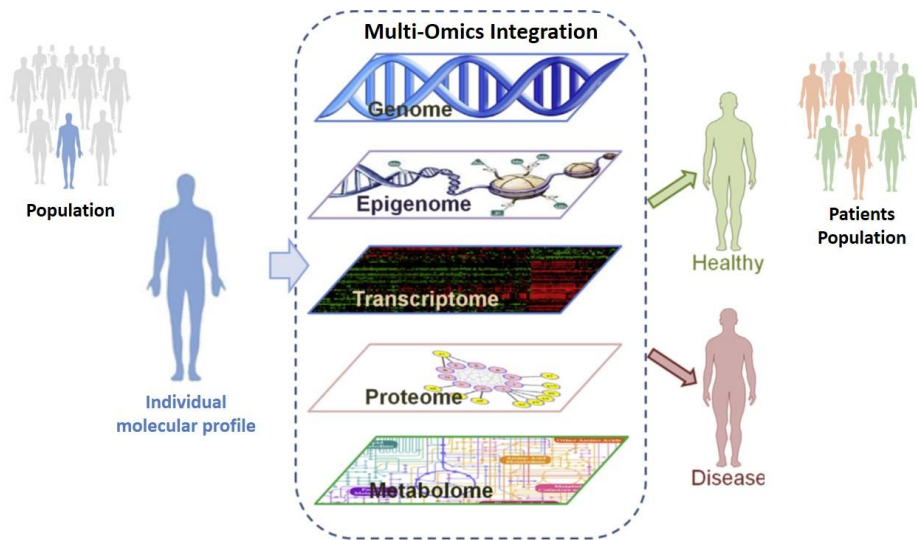 Multi-Omics Integration
Genome
Population
Epigenome
Individual
molecular profile
Transcriptome
Proteome
Metabolome
Healthy
Disease
Patients
Population